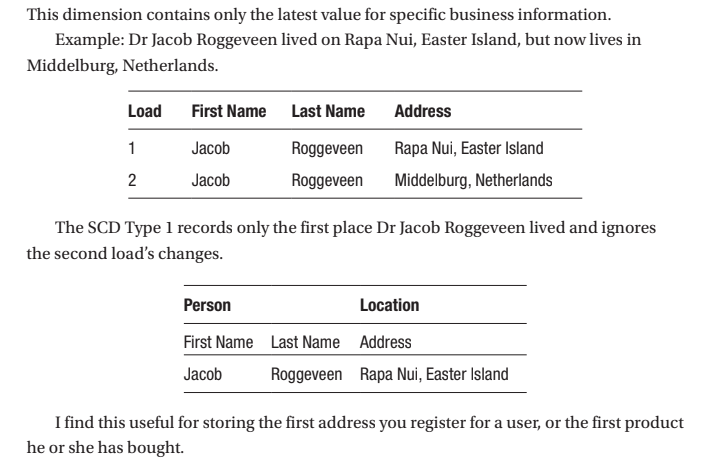 This dimension contains only the latest value for specific business information.
Example: Dr Jacob Roggeveen lived on Rapa Nui, Easter Island, but now lives in
Middelburg, Netherlands.
Load First Name Last Name Address
1 Jacob Roggeveen Rapa Nui, Easter Island
2 Jacob Roggeveen Middelburg, Netherlands
The SCD Type 1 records only the first place Dr Jacob Roggeveen lived and ignores
the second load’s changes.
Person Location
First Name Last Name Address
Jacob Roggeveen Rapa Nui, Easter Island
I find this useful for storing the first address you register for a user, or the first product
he or she has bought.